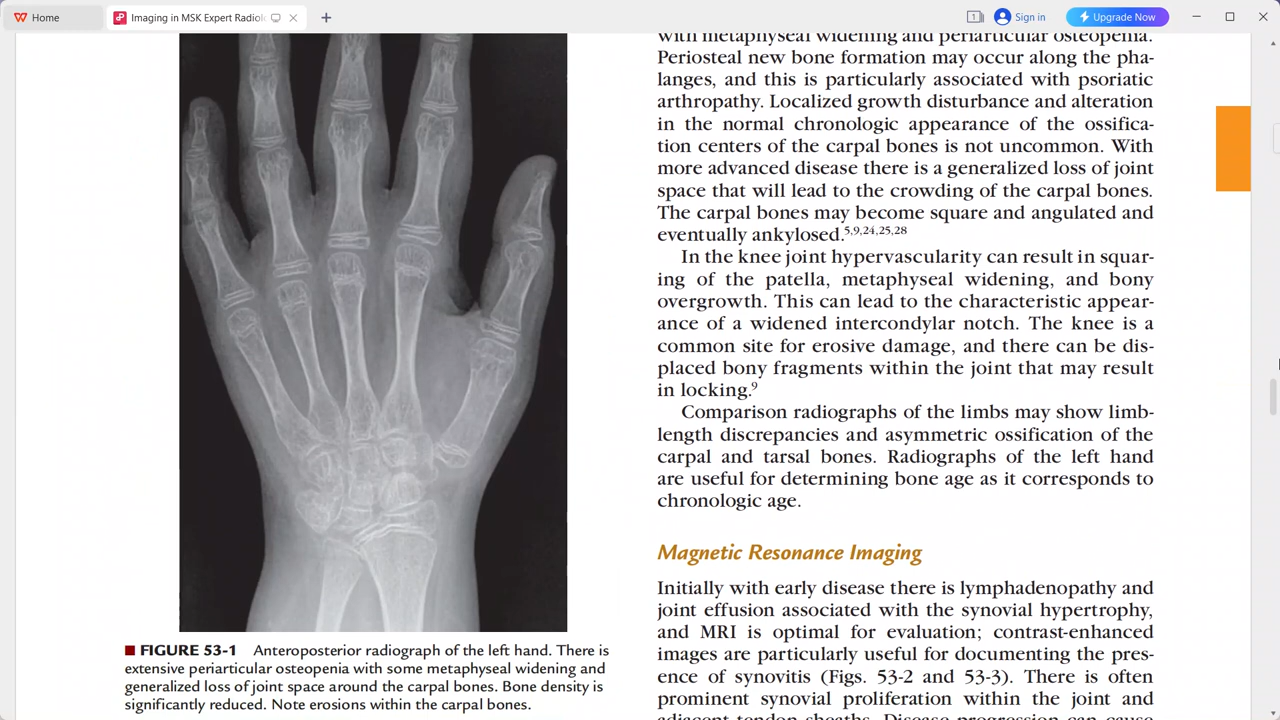 Home
Imaging in MSK Expert Radiol
1
Sign in
Upgrade Now
FIGURE 53-1 Anteroposterior radiograph of the left hand. There is
extensive periarticular osteopenia with some metaphyseal widening and
generalized loss of joint space around the carpal bones. Bone density is
significantly reduced. Note erosions within the carpal bones.
with metaphyseal widening and periarticular osteopenia.
Periosteal new bone formation may occur along the pha-
langes, and this is particularly associated with psoriatic
arthropathy. Localized growth disturbance and alteration
in the normal chronologic appearance of the ossifica-
tion centers of the carpal bones is not uncommon. With
more advanced disease there is a generalized loss of joint
space that will lead to the crowding of the carpal bones.
The carpal bones may become square and angulated and
eventually ankylosed.5,9,24,25,28
In the knee joint hypervascularity can result in squar-
ing of the patella, metaphyseal widening, and bony
overgrowth. This can lead to the characteristic appear-
ance of a widened intercondylar notch. The knee is a
common site for erosive damage, and there can be dis-
placed bony fragments within the joint that may result
in locking.9
Comparison radiographs of the limbs may show limb-
length discrepancies and asymmetric ossification of the
carpal and tarsal bones. Radiographs of the left hand
are useful for determining bone age as it corresponds to
chronologic age.
Magnetic Resonance Imaging
Initially with early disease there is lymphadenopathy and
joint effusion associated with the synovial hypertrophy,
and MRI is optimal for evaluation; contrast-enhanced
images are particularly useful for documenting the pres-
ence of synovitis (Figs. 53-2 and 53-3). There is often
prominent synovial proliferation within the joint and
adjacent tendon sheaths. Disease progression can cause